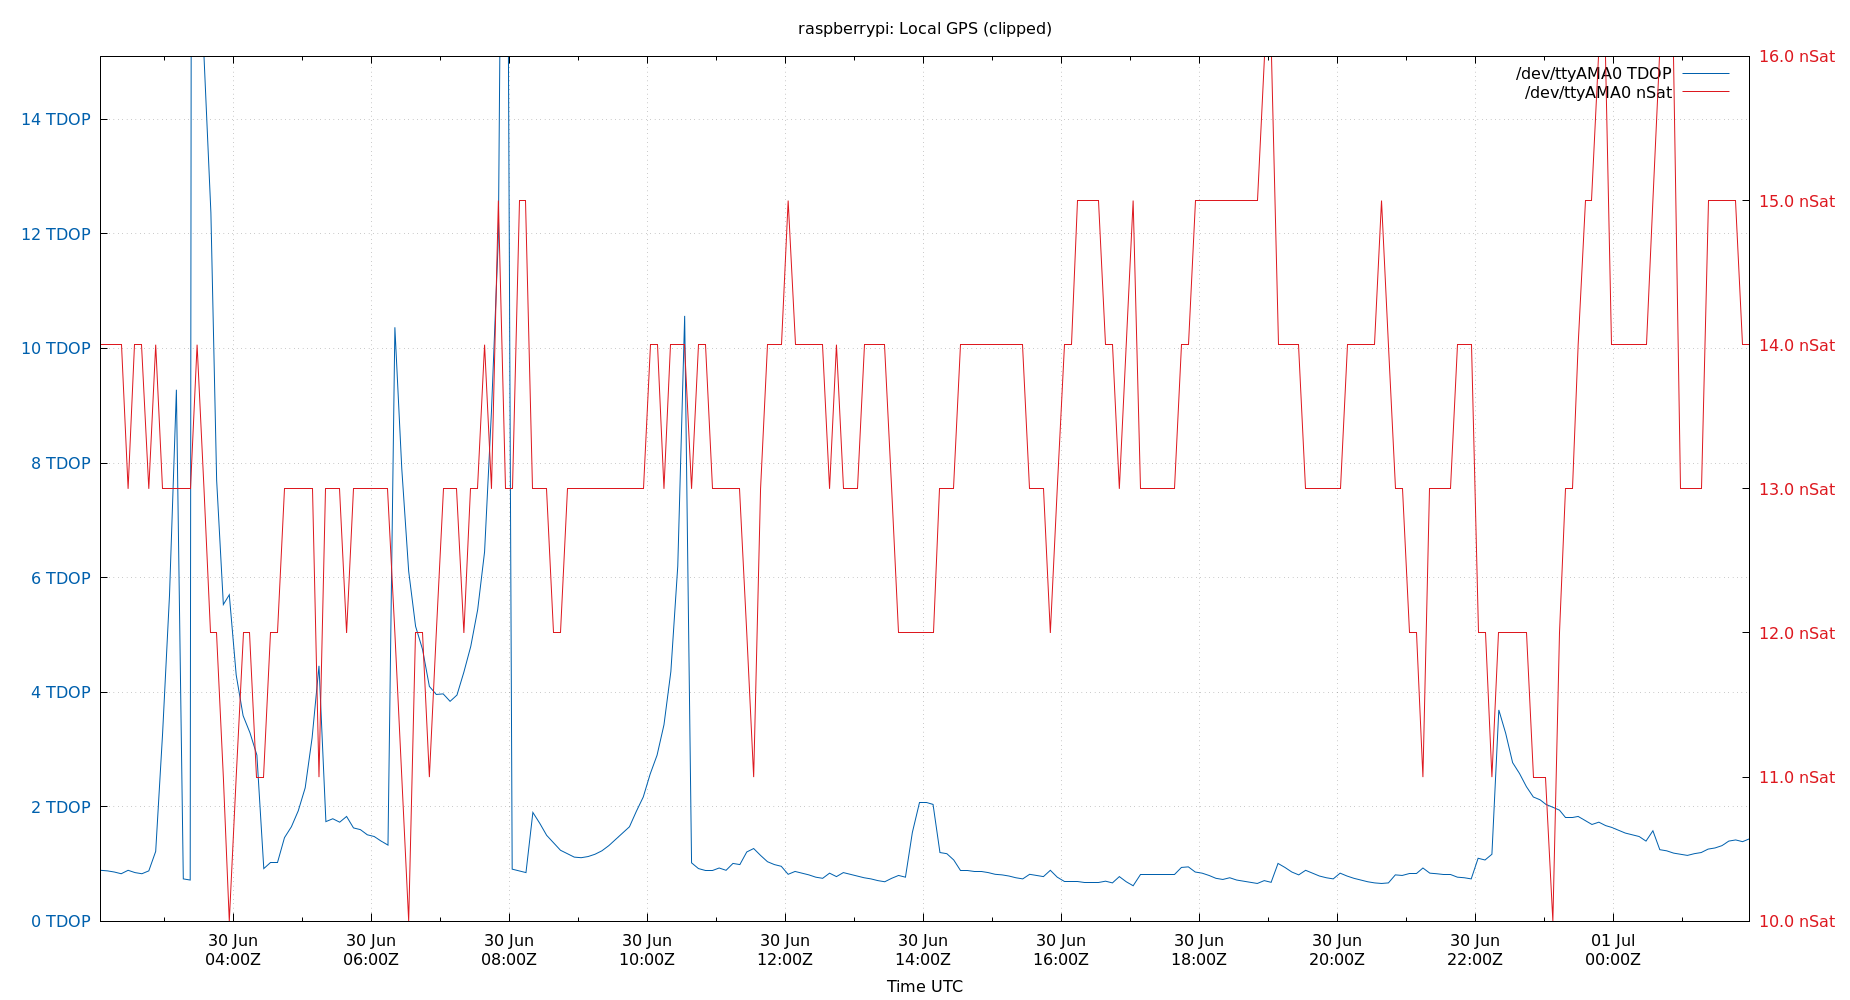 raspberrypi: Local GPS (clipped)
/dev/ttyAMA0 TDOP
/dev/ttyAMA0 nSat
14 TDOP
12 TDOP
10 TDOP
8 TDOP
6 TDOP
4 TDOP
2 TDOP
0 TDOP
16.0 nSat
15.0 nSat
14.0 nSat
13.0 nSat
12.0 nSat
11.0 nSat
10.0 nSat
30 Jun
04:00Z
30 Jun
06:00Z
30 Jun
08:00Z
30 Jun
10:00Z
30 Jun
12:00Z
30 Jun
14:00Z
30 Jun
16:00Z
30 Jun
18:00Z
30 Jun
20:00Z
30 Jun
22:00Z
01 Jul
00:00Z
Time UTC